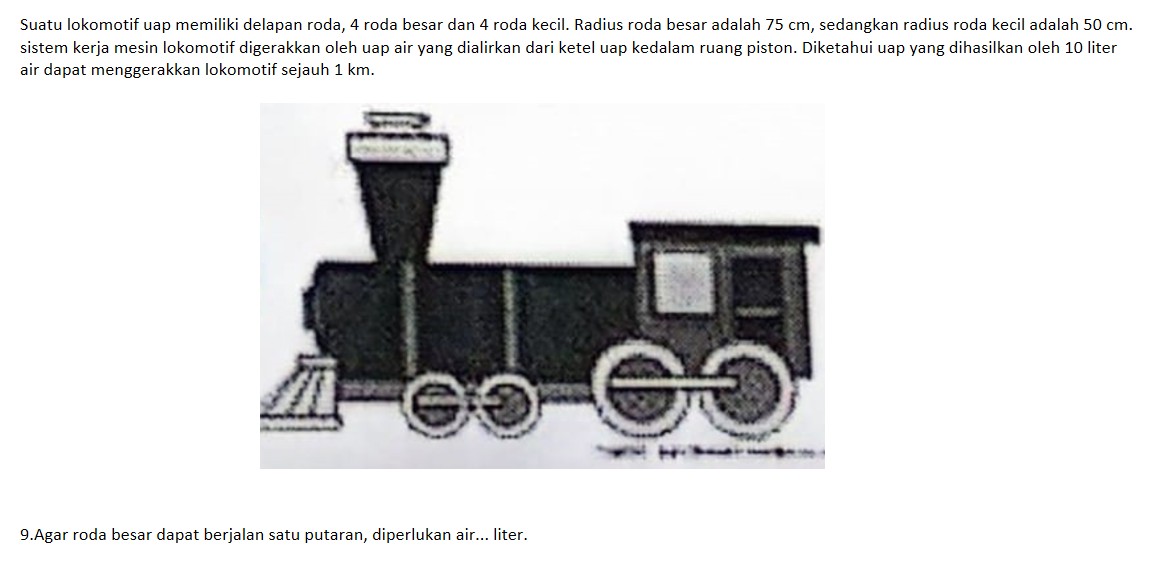 Suatu lokomotif uap memiliki delapan roda, 4 roda besar dan 4 roda kecil. Radius roda besar adalah 75 cm, sedangkan radius roda kecil adalah 50 cm.
sistem kerja mesin lokomotif digerakkan oleh uap air yang dialirkan dari ketel uap kedalam ruang piston. Diketahui uap yang dihasilkan oleh 10 liter
air dapat menggerakkan lokomotif sejauh 1 km.
9.Agar roda besar dapat berjalan satu putaran, diperlukan air... liter.